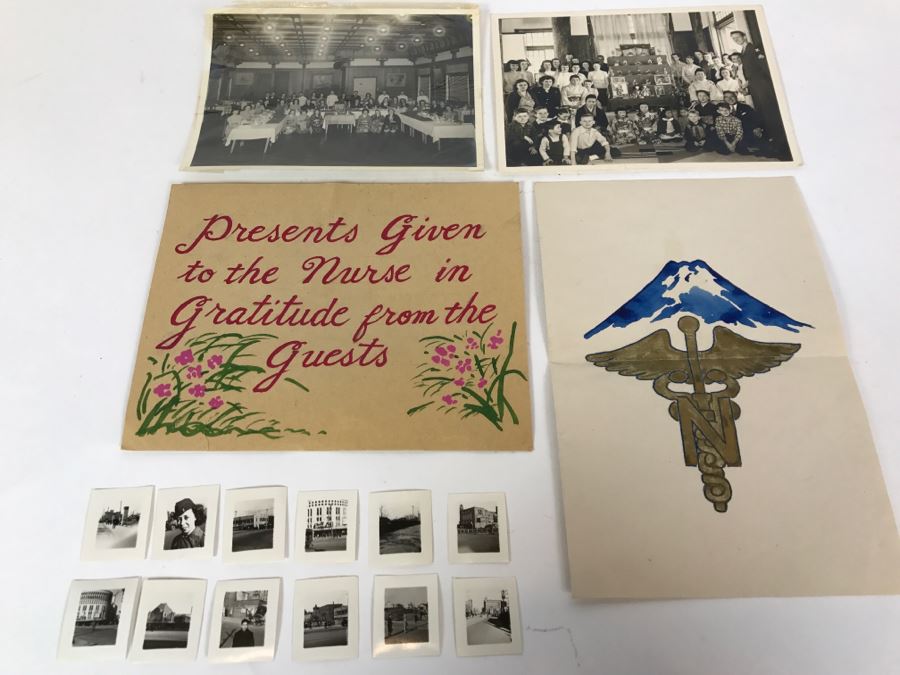 Presents Given
to the Nurse in
Gratitude from the
Guests
N